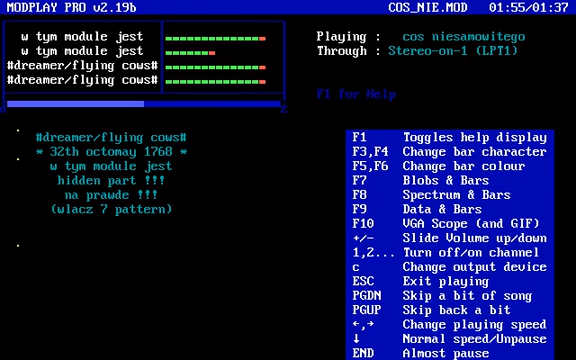 MODPLAY PRO v2.19b COS_NIE.MOD 01:55/01:37
w tym module jest
w tym module jest
#dreamer/flying cows#
#dreamer/flying cows#
Playing : cos niesamowitego
Through : Stereo-on-1 (LPT1)
F1 for Help
#dreamer/flying cows#
* 32th octomay 1768 *
w tym module jest
hidden part !!!
na prawde !!!
(wlacz 7 pattern)
F1 Toggles help display
F3,F4 Change bar character
F5,F6 Change bar colour
F7 Blobs & Bars
F8 Spectrum & Bars
F9 Data & Bars
F10 VGA Scope (and GIF)
+/- Slide Volume up/down
1,2... Turn off/on channel
c Change output device
ESC Exit playing
PGDN Skip a bit of song
PGUP Skip back a bit
←,→ Change playing speed
↓ Normal speed/Unpause
END Almost pause